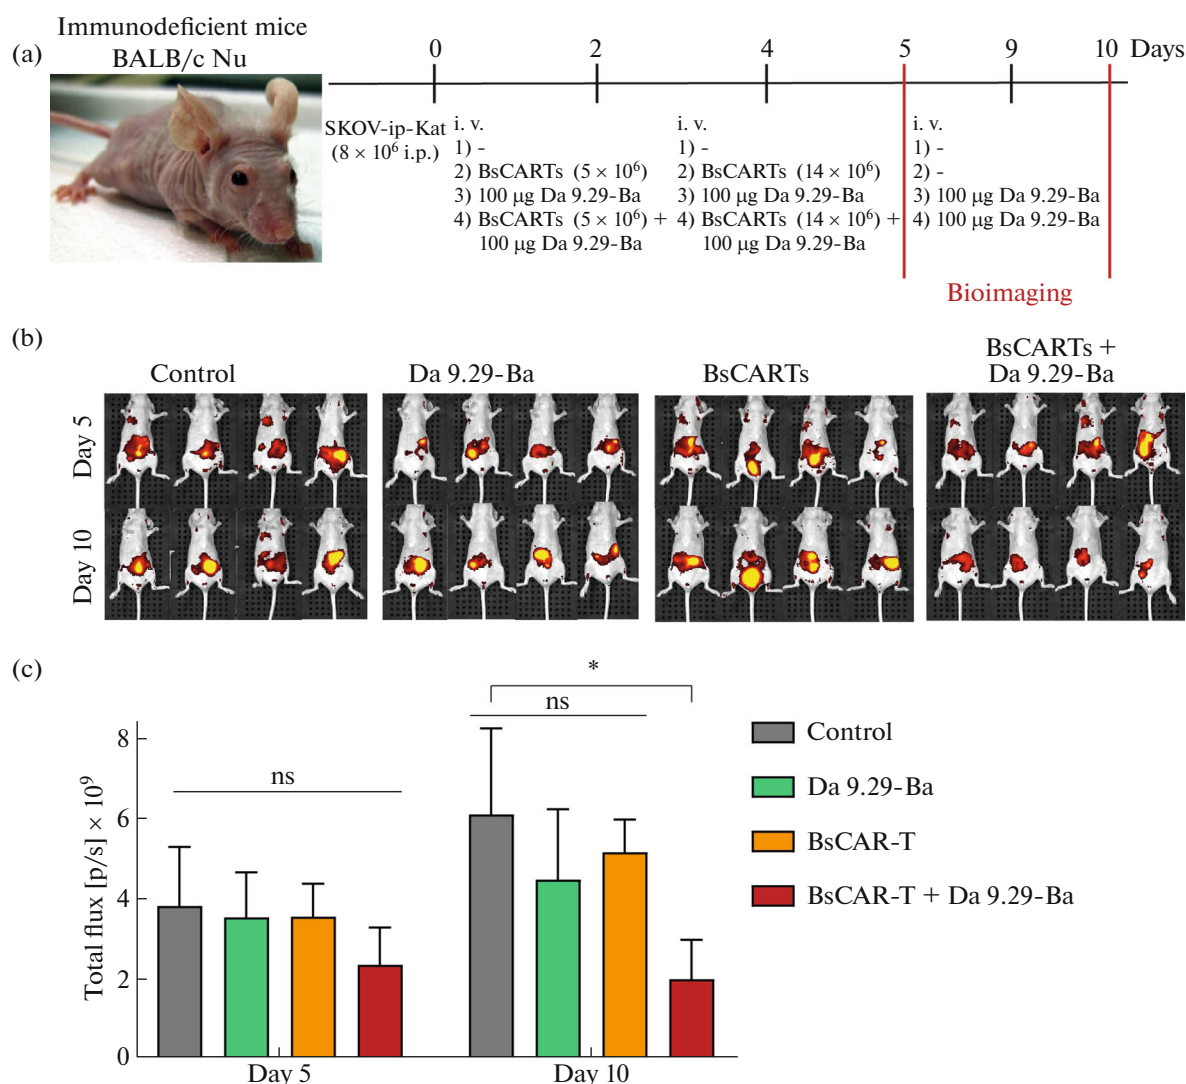 (a)
Immunodeficient mice
BALB/c Nu
0 2 4 5 9 10 Days
SKOV-ip-Kat
(8 × 10⁶ i.p.)
i. v.
1) -
2) BsCARTs (5 × 10⁶)
3) 100 μg Da 9.29-Ba
4) BsCARTs (5 × 10⁶) +
100 μg Da 9.29-Ba
i. v.
1) -
2) BsCARTs (14 × 10⁶)
3) 100 μg Da 9.29-Ba
4) BsCARTs (14 × 10⁶) +
100 μg Da 9.29-Ba
i. v.
1) -
2) -
3) 100 μg Da 9.29-Ba
4) 100 μg Da 9.29-Ba
Bioimaging
(b)
Control
Da 9.29-Ba
BsCARTs
BsCARTs +
Da 9.29-Ba
Day 5
Day 10
(c)
Total flux [p/s] × 10⁹
8
6
4
2
0
ns
ns
*
Day 5
Day 10
Control
Da 9.29-Ba
BsCAR-T
BsCAR-T + Da 9.29-Ba